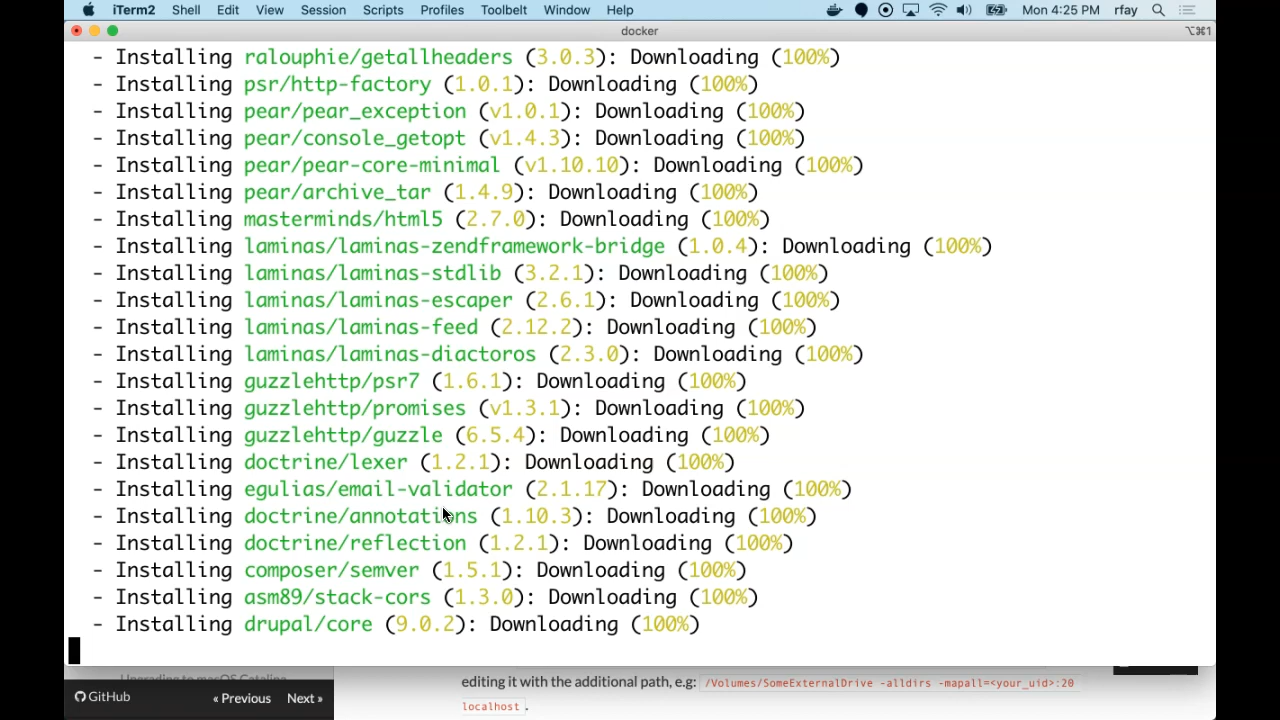 iTerm2 Shell Edit View Session Scripts Profiles Toolbelt Window Help Mon 4:25 PM rfay
docker ⌥⌘1
- Installing ralouphie/getallheaders (3.0.3): Downloading (100%)
- Installing psr/http-factory (1.0.1): Downloading (100%)
- Installing pear/pear_exception (v1.0.1): Downloading (100%)
- Installing pear/console_getopt (v1.4.3): Downloading (100%)
- Installing pear/pear-core-minimal (v1.10.10): Downloading (100%)
- Installing pear/archive_tar (1.4.9): Downloading (100%)
- Installing masterminds/html5 (2.7.0): Downloading (100%)
- Installing laminas/laminas-zendframework-bridge (1.0.4): Downloading (100%)
- Installing laminas/laminas-stdlib (3.2.1): Downloading (100%)
- Installing laminas/laminas-escaper (2.6.1): Downloading (100%)
- Installing laminas/laminas-feed (2.12.2): Downloading (100%)
- Installing laminas/laminas-diactoros (2.3.0): Downloading (100%)
- Installing guzzlehttp/psr7 (1.6.1): Downloading (100%)
- Installing guzzlehttp/promises (v1.3.1): Downloading (100%)
- Installing guzzlehttp/guzzle (6.5.4): Downloading (100%)
- Installing doctrine/lexer (1.2.1): Downloading (100%)
- Installing egulias/email-validator (2.1.17): Downloading (100%)
- Installing doctrine/annotations (1.10.3): Downloading (100%)
- Installing doctrine/reflection (1.2.1): Downloading (100%)
- Installing composer/semver (1.5.1): Downloading (100%)
- Installing asm89/stack-cors (1.3.0): Downloading (100%)
- Installing drupal/core (9.0.2): Downloading (100%)
Upgrading to macOS Catalina
GitHub « Previous Next »
editing it with the additional path, e.g: /Volumes/SomeExternalDrive -alldirs -mapall=<your_uid>:20
localhost .